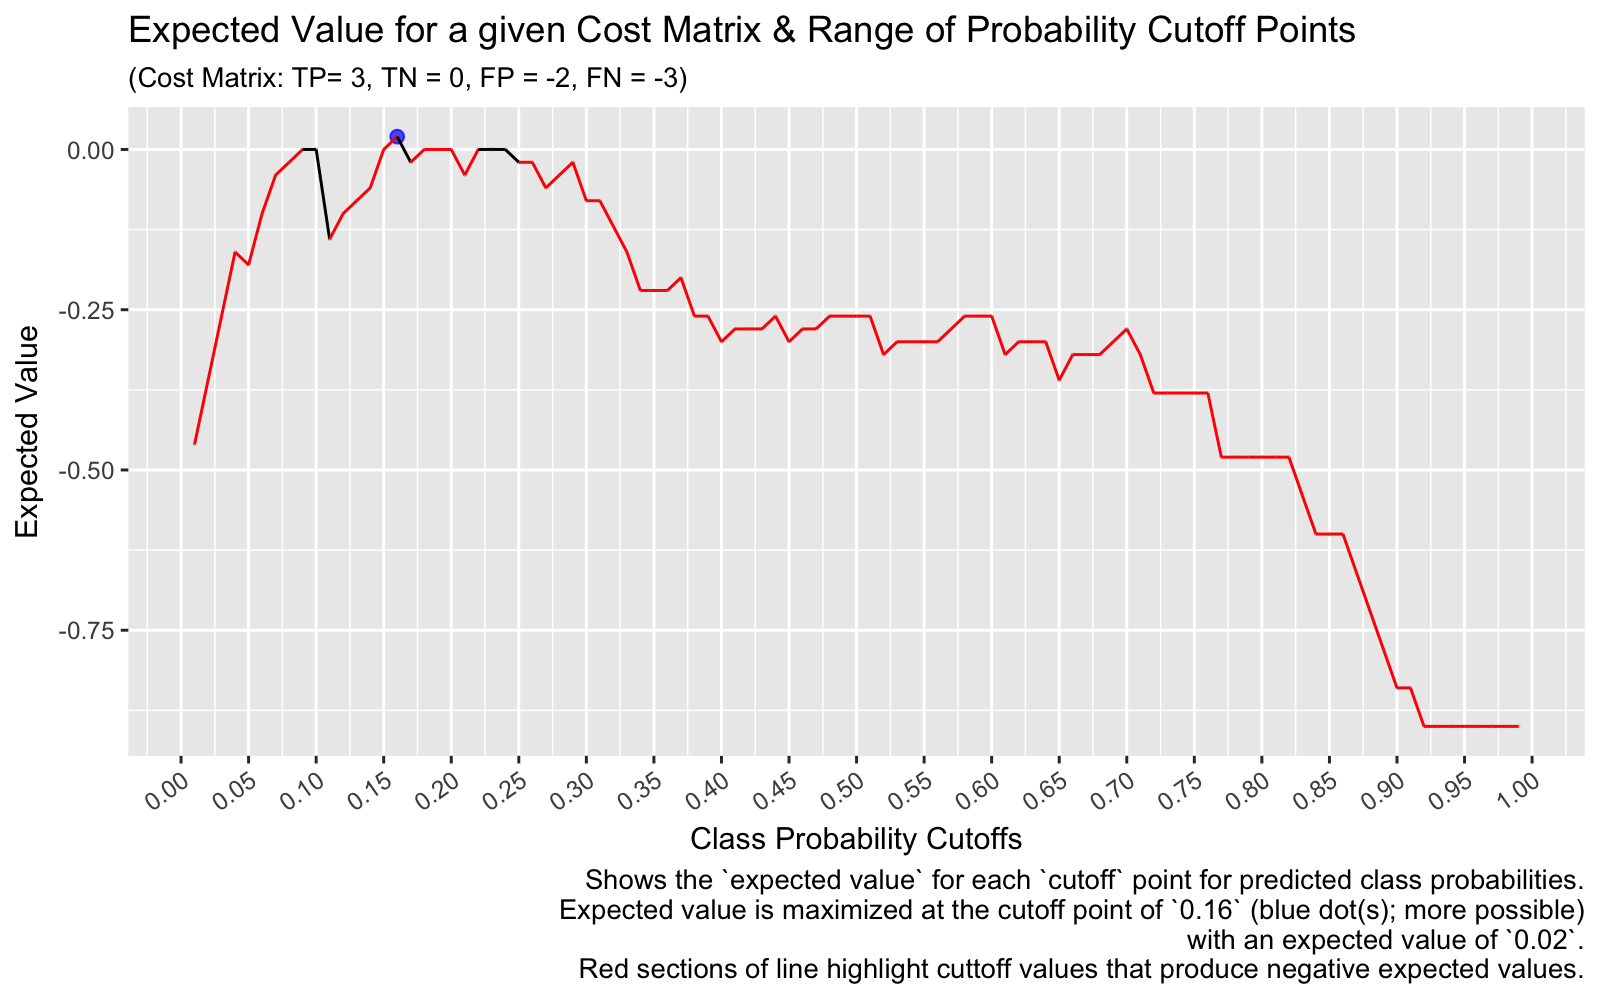 Expected Value for a given Cost Matrix & Range of Probability Cutoff Points
(Cost Matrix: TP= 3, TN = 0, FP = -2, FN = -3)
Expected Value
0.00
-0.25
-0.50
-0.75
0.00 0.05 0.10 0.15 0.20 0.25 0.30 0.35 0.40 0.45 0.50 0.55 0.60 0.65 0.70 0.75 0.80 0.85 0.90 0.95 1.00
Class Probability Cutoffs
Shows the `expected value` for each `cutoff` point for predicted class probabilities.
Expected value is maximized at the cutoff point of `0.16` (blue dot(s); more possible)
with an expected value of `0.02`.
Red sections of line highlight cuttoff values that produce negative expected values.